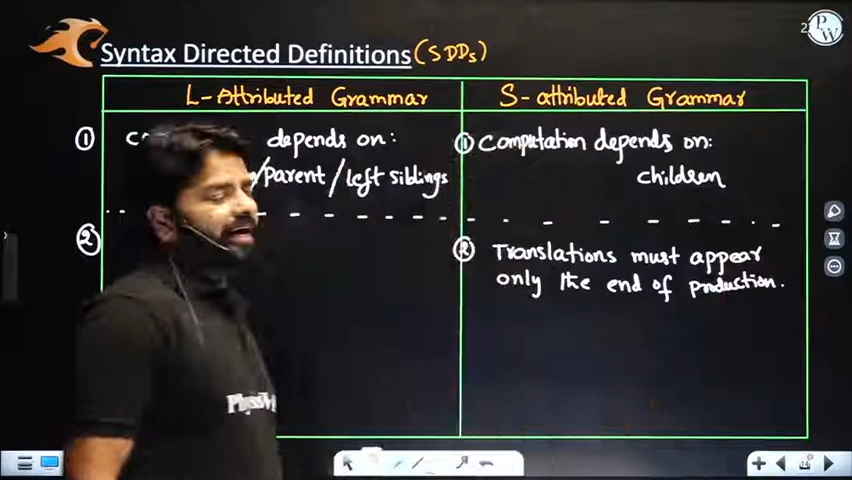 Syntax Directed Definitions (SDDs)
L-Attributed Grammar
S-attributed Grammar
① depends on:
/parent/left siblings
②
① Computation depends on:
children
② Translations must appear
only the end of production.
PW